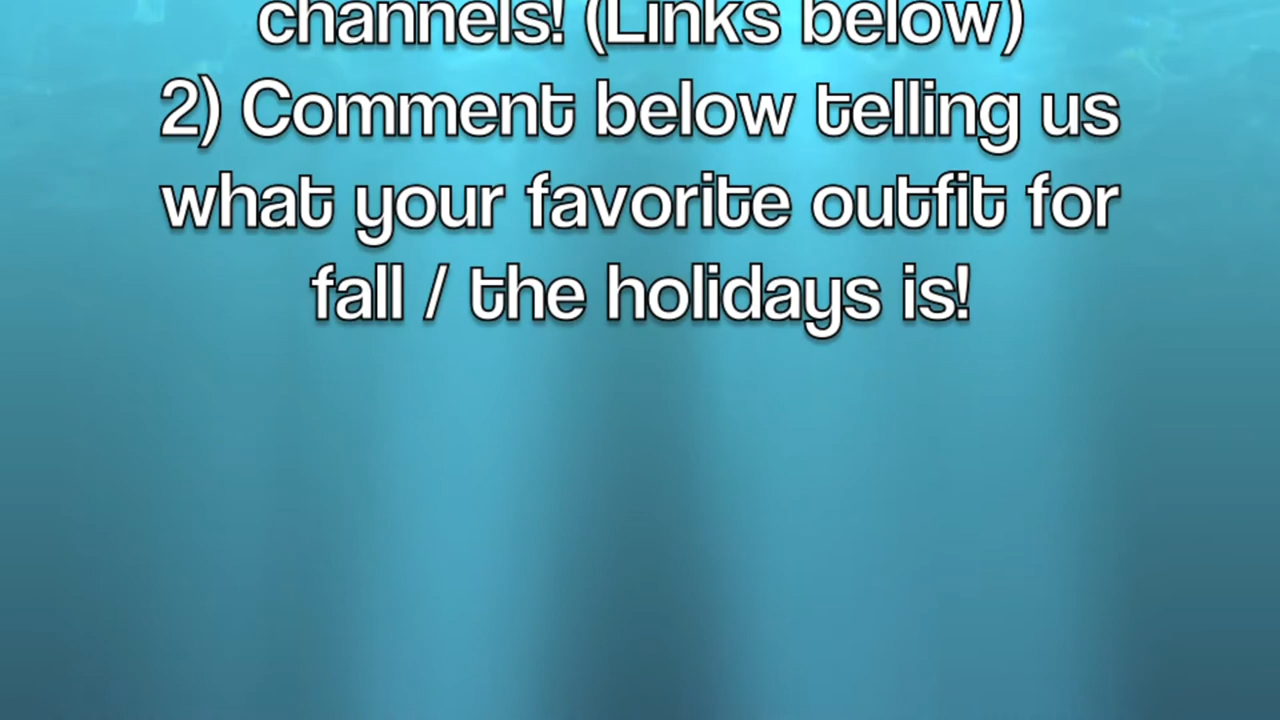 channels! (Links below)
2) Comment below telling us
what your favorite outfit for
fall / the holidays is!